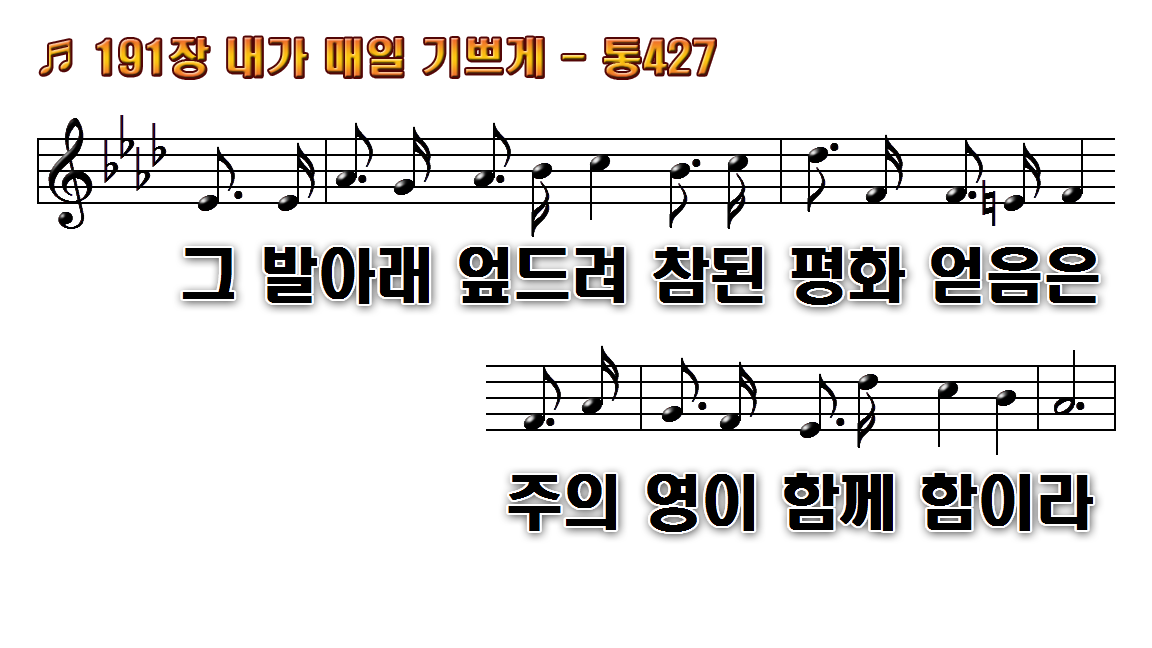 191장 내가 매일 기쁘게 - 통427
그 발아래 엎드려 참된 평화 얻음은
주의 영이 함께 함이라